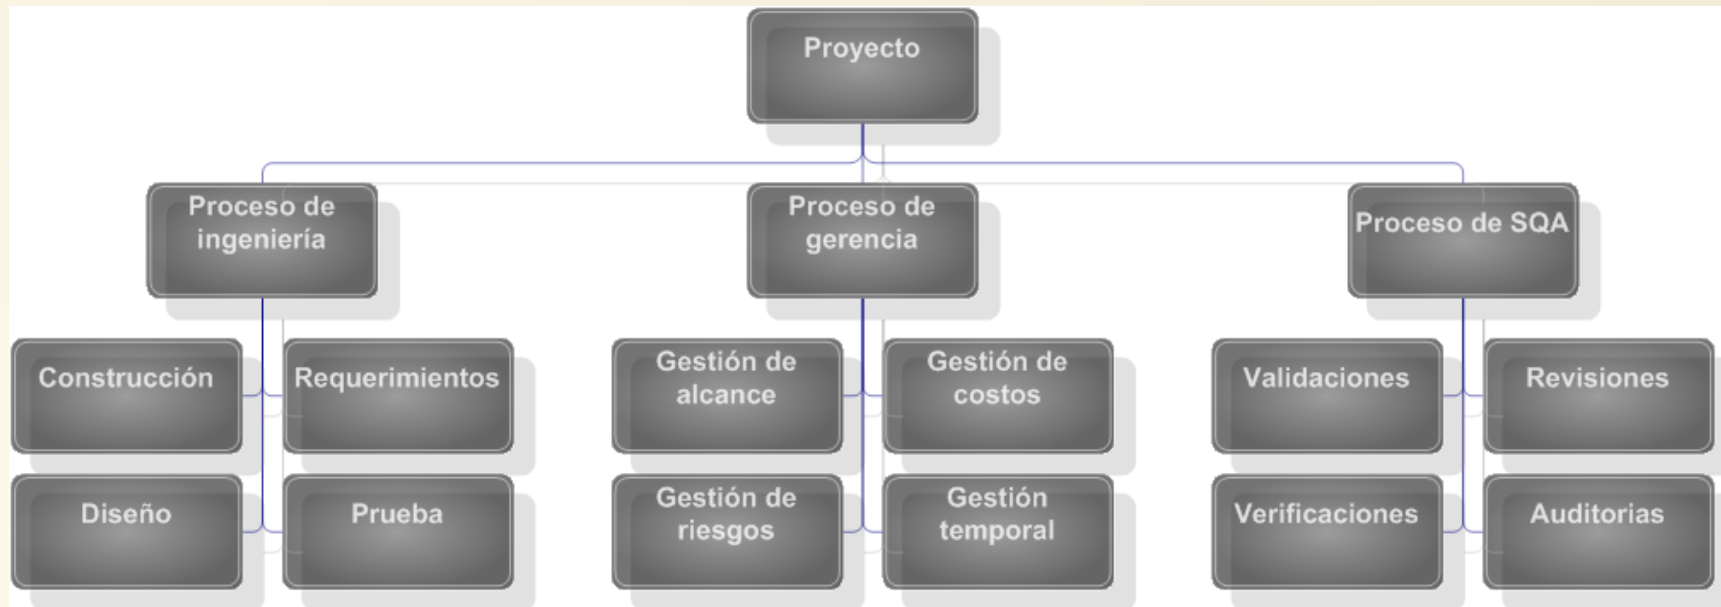 Proyecto
Proceso de
ingeniería
Proceso de
gerencia
Proceso de SQA
Construcción
Requerimientos
Gestión de
alcance
Gestión de
costos
Validaciones
Revisiones
Diseño
Prueba
Gestión de
riesgos
Gestión
temporal
Verificaciones
Auditorias